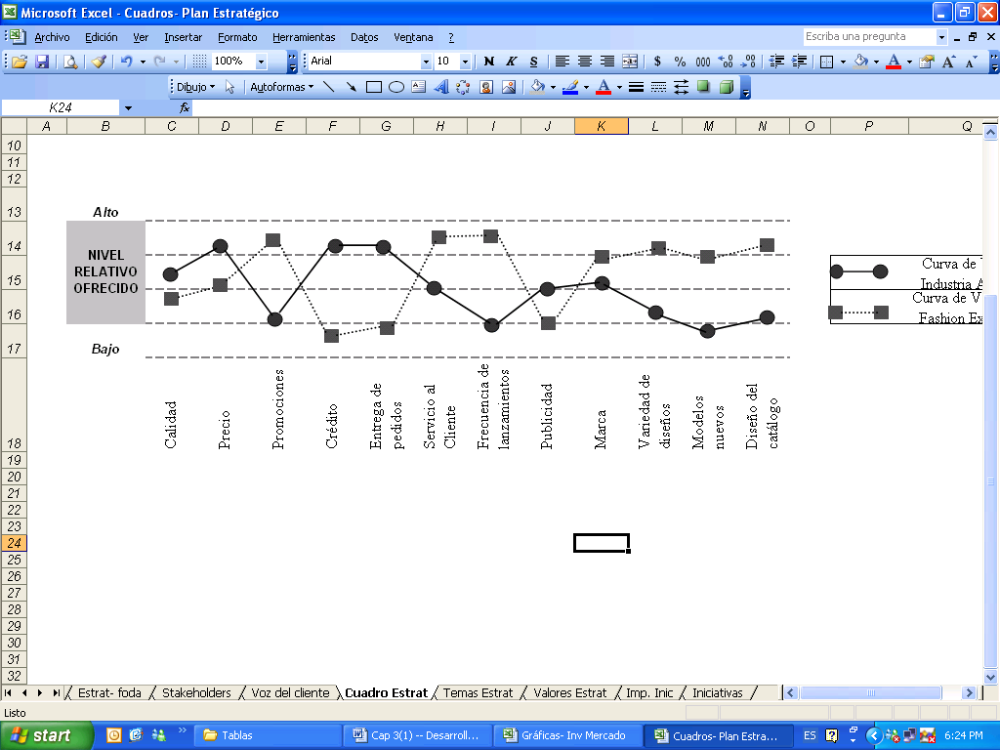 Microsoft Excel - Cuadros- Plan Estratégico
Archivo Edición Ver Insertar Formato Herramientas Datos Ventana ? Escriba una pregunta
100% Arial 10 N K S $ % 000
Dibujo Autoformas
K24 fx
A B C D E F G H I J K L M N O P Q
10
11
12
13
14
15
16
17
18
19
20
21
22
23
24
25
26
27
28
29
30
31
32
Alto
NIVEL
RELATIVO
OFRECIDO
Bajo
Calidad
Precio
Promociones
Crédito
Entrega de
pedidos
Servicio al
Cliente
Frecuencia de
lanzamientos
Publicidad
Marca
Variedad de
diseños
Modelos
nuevos
Diseño del
catálogo
Curva de
Industria A
Curva de V
Fashion Ex
Estrat- foda Stakeholders Voz del cliente Cuadro Estrat Temas Estrat Valores Estrat Imp. Inic Iniciativas
Listo
start Tablas Cap 3(1) -- Desarroll... Gráficas- Inv Mercado Cuadros- Plan Estra... ES 6:24 PM